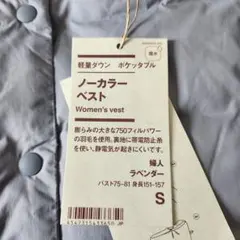 撥水
軽量ダウン ポケッタブル
ノーカラー
ベスト
Women's vest
膨らみの大きな750フィルパワー
の羽毛を使用。裏地に帯電防止糸
を使い、静電気が起きにくいです。
婦人
ラベンダー
バスト75-81 身長151-157
S